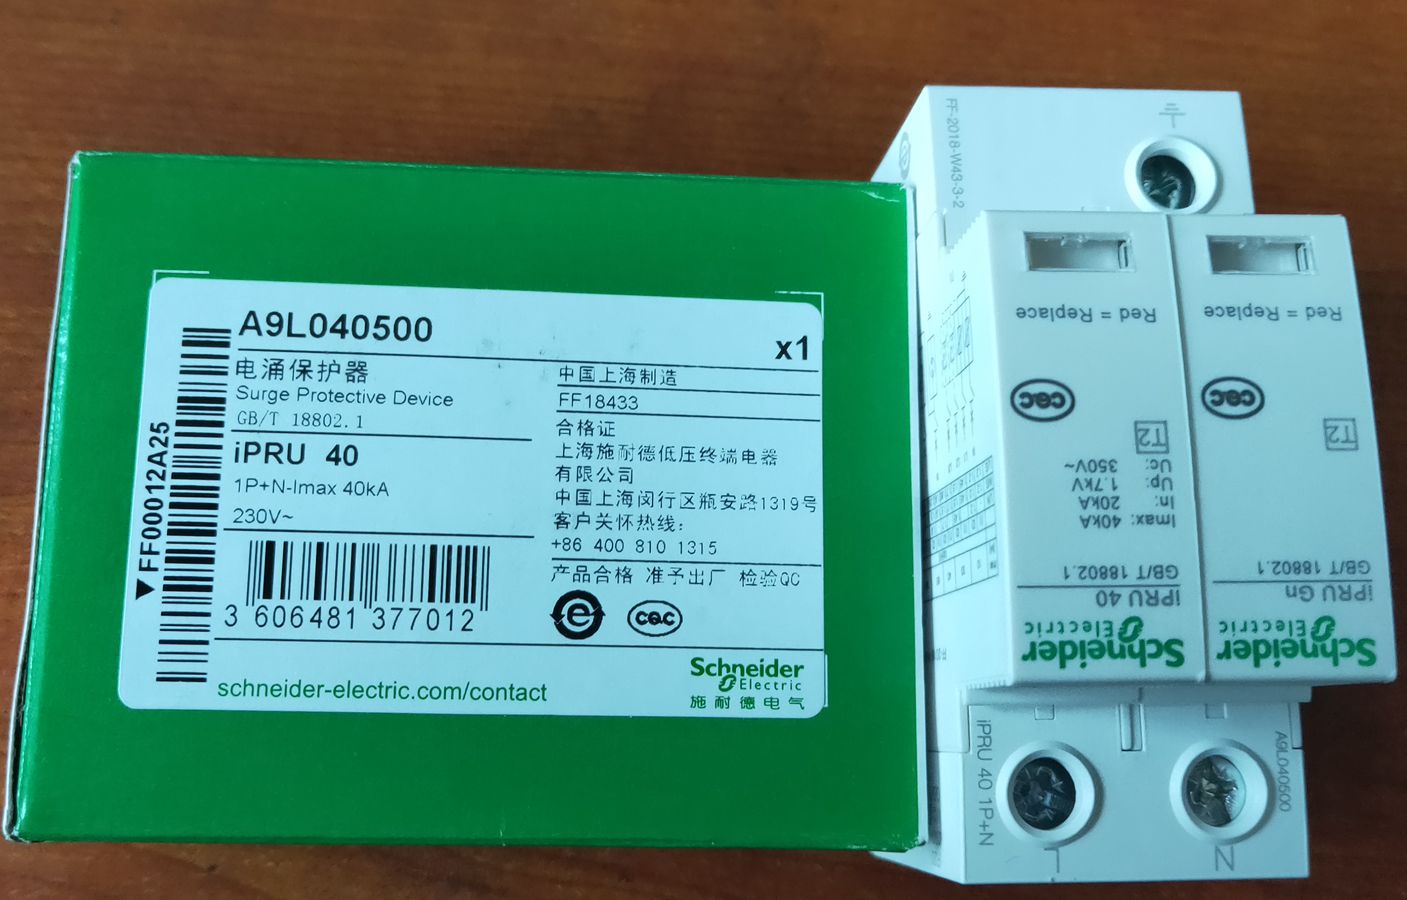 A9L040500
x1
电涌保护器
Surge Protective Device
GB/T 18802.1
iPRU 40
1P+N-Imax 40kA
230V~
3 606481 377012
▼FF00012A25
中国上海制造
FF18433
合格证
上海施耐德低压终端电器
有限公司
中国上海闵行区瓶安路1319号
客户关怀热线:
+86 400 810 1315
产品合格 准予出厂 检验QC
CQC
schneider-electric.com/contact
Schneider
Electric
施耐德电气
FF-2018-W43-3-2
Red = Replace
CQC
T2
Uc: 350V~
Up: 1.7kV
In: 20kA
Imax: 40kA
GB/T 18802.1
iPRU 40
Schneider
Electric
Red = Replace
CQC
T2
GB/T 18802.1
iPRU Gn
Schneider
Electric
iPRU 40 1P+N
A9L040500
L
N